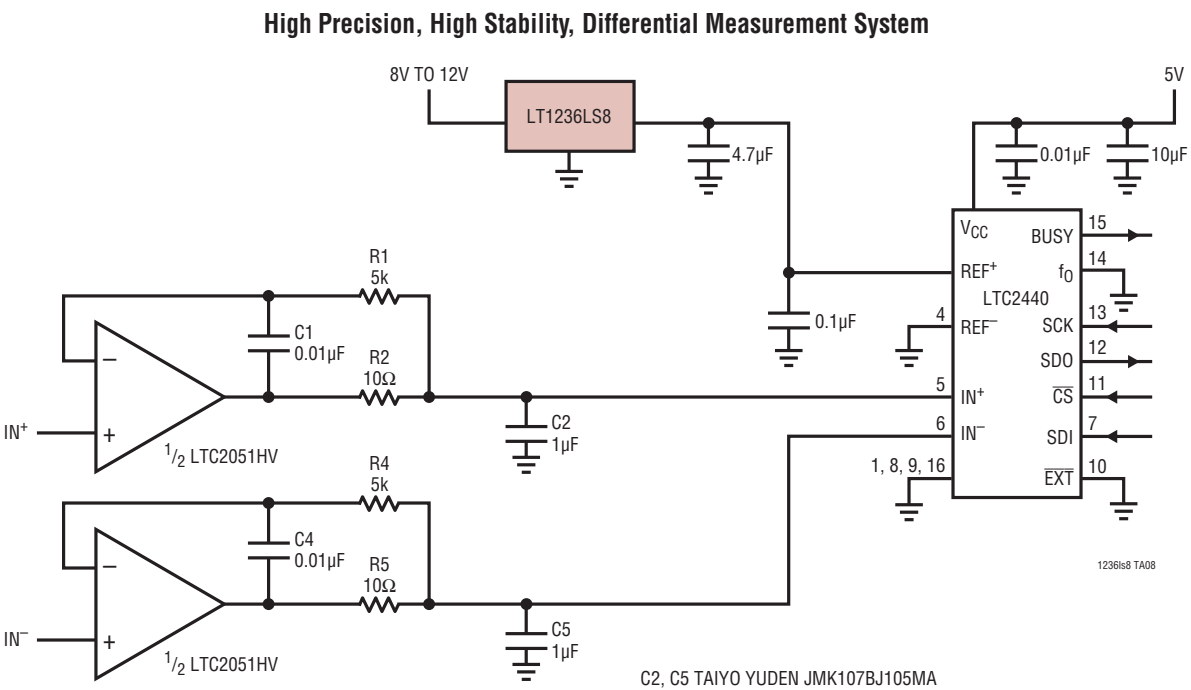 High Precision, High Stability, Differential Measurement System
8V TO 12V
LT1236LS8
4.7µF
5V
0.01µF
10µF
VCC
BUSY
15
REF+
fO
14
LTC2440
4
REF–
SCK
13
SDO
12
5
IN+
CS
11
6
IN–
SDI
7
1, 8, 9, 16
EXT
10
0.1µF
R1
5k
C1
0.01µF
R2
10Ω
–
+
IN+
1/2 LTC2051HV
C2
1µF
R4
5k
C4
0.01µF
R5
10Ω
–
+
IN–
1/2 LTC2051HV
C5
1µF
1236ls8 TA08
C2, C5 TAIYO YUDEN JMK107BJ105MA